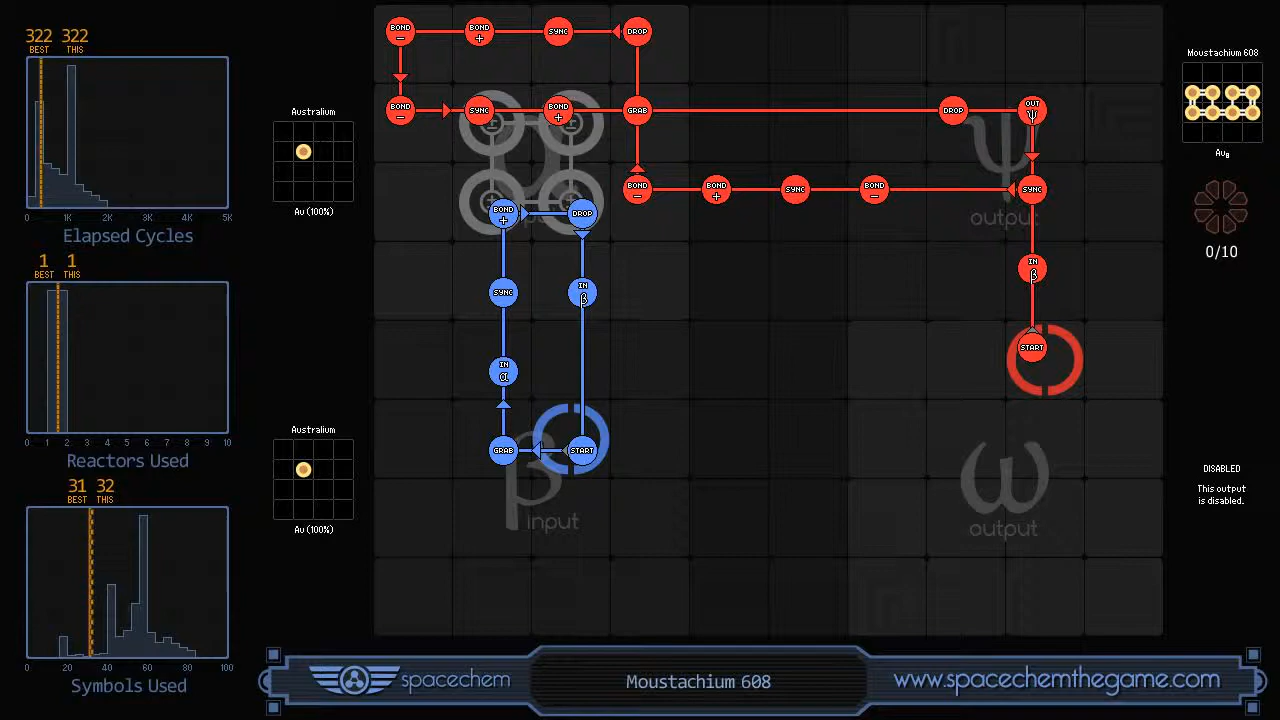 322 322
BEST THIS
0 1K 2K 3K 4K 5K
Elapsed Cycles
1 1
BEST THIS
0 1 2 3 4 5 6 7 8 9 10
Reactors Used
31 32
BEST THIS
0 20 40 60 80 100
Symbols Used
Australium
Au (100%)
Australium
Au (100%)
BOND − BOND + SYNC DROP
BOND − SYNC BOND + GRAB DROP OUT ψ
BOND − BOND + SYNC BOND − SYNC
BOND + DROP
ψ
output
SYNC IN β
IN β
IN α
START
GRAB START
β
input
ω
output
Moustachium 608
Au8
0/10
DISABLED
This output
is disabled.
spacechem
Moustachium 608
www.spacechemthegame.com